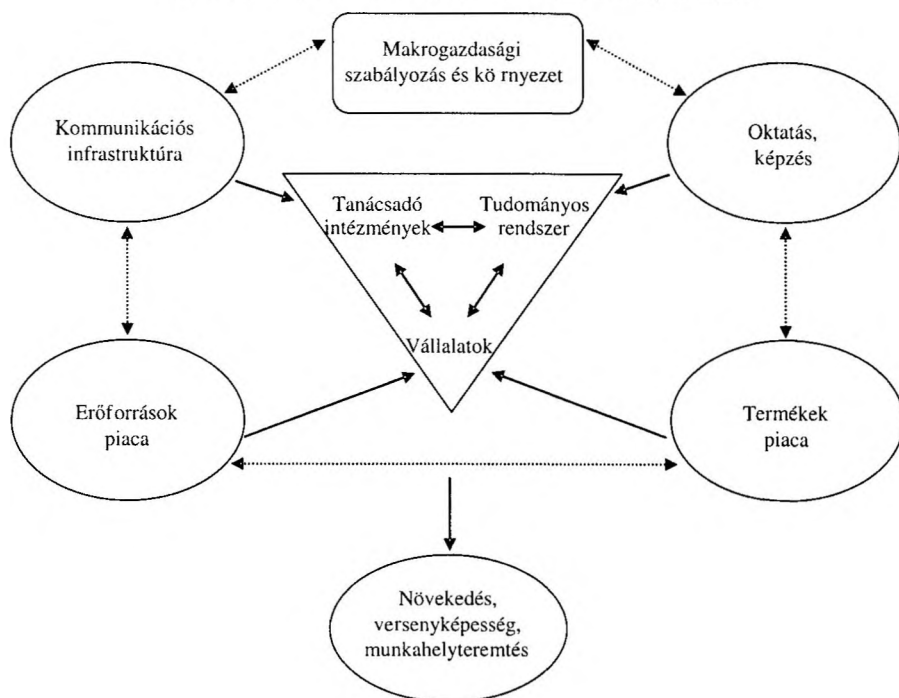 Makrogazdasági
szabályozás és kö rnyezet
Kommunikációs
infrastruktúra
Oktatás,
képzés
Tanácsadó
intézmények
Tudományos
rendszer
Vállalatok
Erőforrások
piaca
Termékek
piaca
Növekedés,
versenyképesség,
munkahelyteremtés